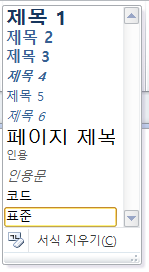 제목 1
제목 2
제목 3
제목 4
제목 5
제목 6
페이지 제목
인용
인용문
코드
표준
서식 지우기(C)